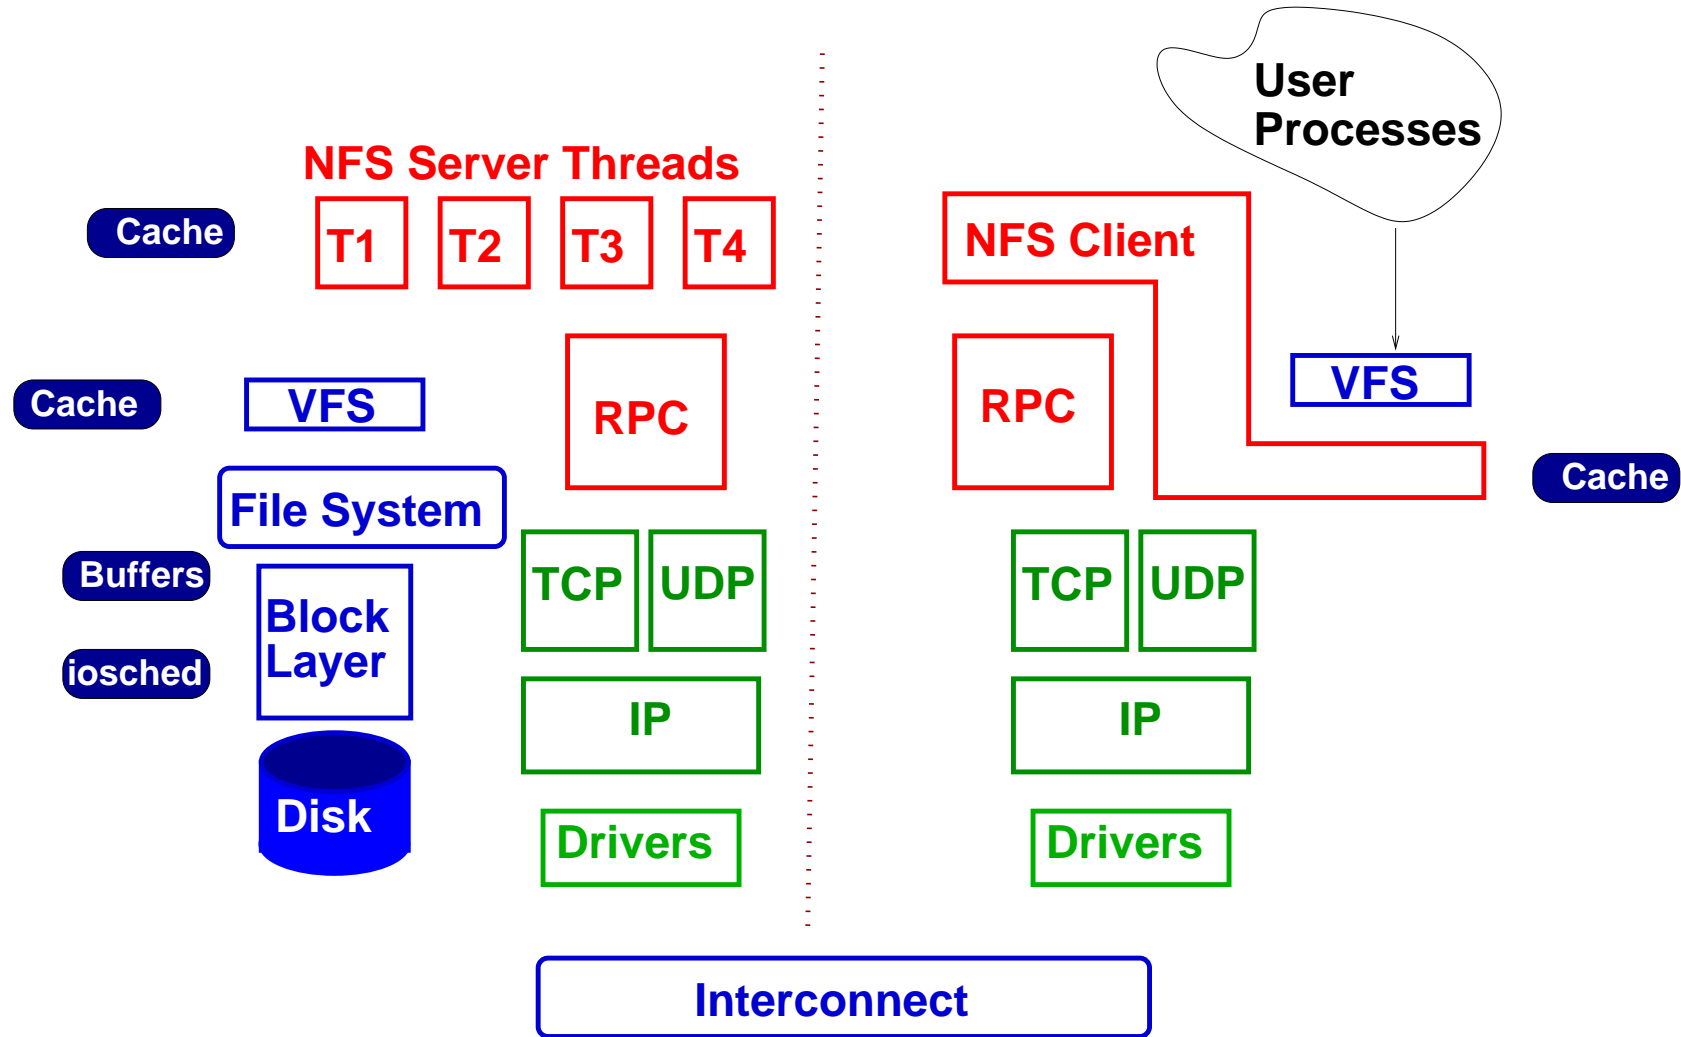 User
Processes
NFS Server Threads
Cache
T1
T2
T3
T4
NFS Client
Cache
VFS
RPC
RPC
VFS
File System
Cache
Buffers
TCP
UDP
TCP
UDP
Block
Layer
iosched
IP
IP
Disk
Drivers
Drivers
Interconnect